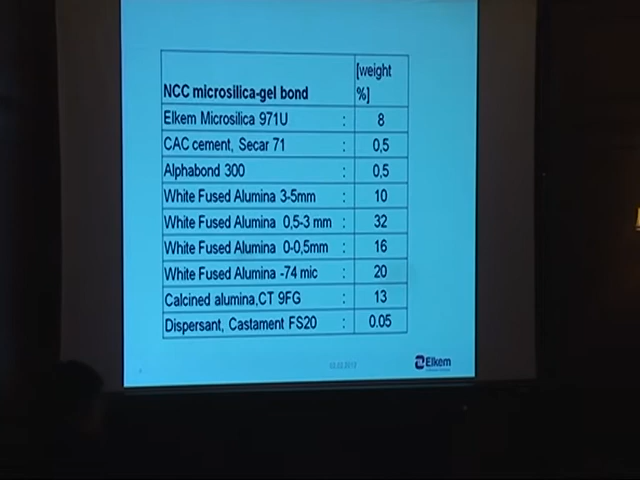 NCC microsilica-gel bond [weight %]
Elkem Microsilica 971U : 8
CAC cement, Secar 71 : 0,5
Alphabond 300 : 0,5
White Fused Alumina 3-5mm : 10
White Fused Alumina 0,5-3 mm : 32
White Fused Alumina 0-0,5mm : 16
White Fused Alumina -74 mic : 20
Calcined alumina,CT 9FG : 13
Dispersant, Castament FS20 : 0.05
Elkem